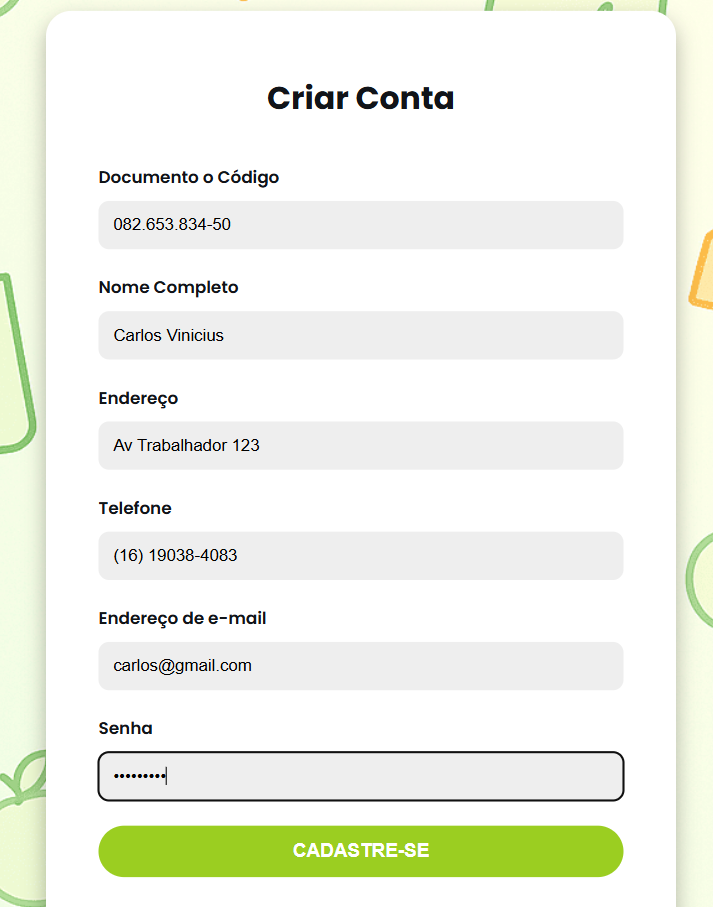 Criar Conta
Documento o Código
082.653.834-50
Nome Completo
Carlos Vinicius
Endereço
Av Trabalhador 123
Telefone
(16) 19038-4083
Endereço de e-mail
carlos@gmail.com
Senha
•••••••••
CADASTRE-SE